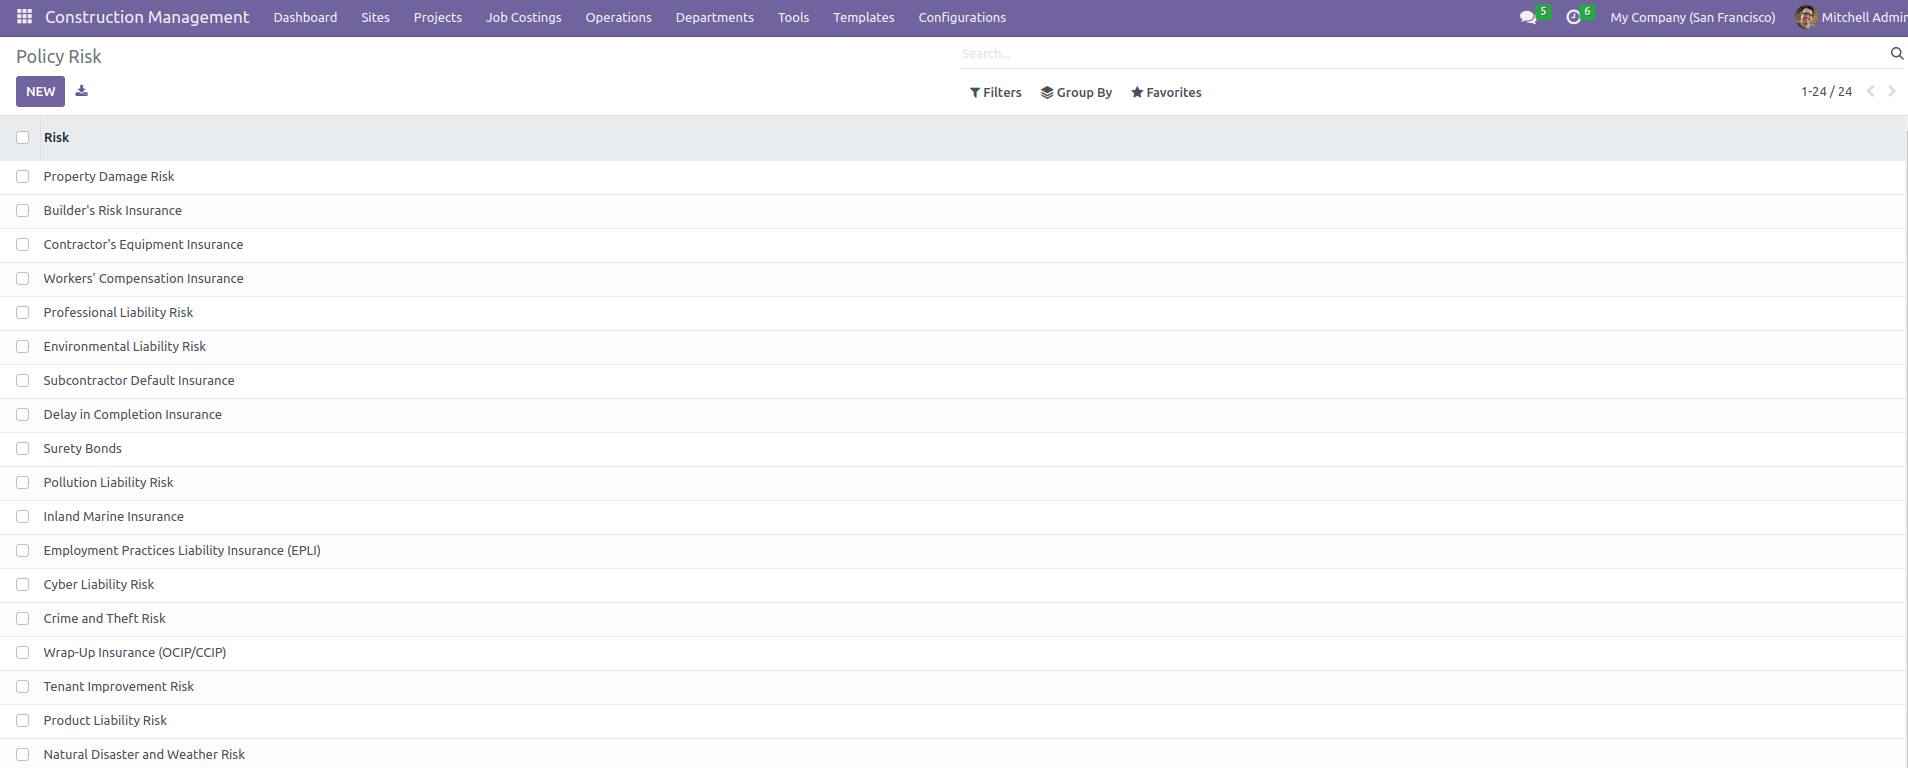 Construction Management Dashboard Sites Projects Job Costings Operations Departments Tools Templates Configurations 5 6 My Company (San Francisco) Mitchell Admin
Policy Risk Search...
NEW Filters Group By Favorites 1-24 / 24
Risk
Property Damage Risk
Builder's Risk Insurance
Contractor's Equipment Insurance
Workers' Compensation Insurance
Professional Liability Risk
Environmental Liability Risk
Subcontractor Default Insurance
Delay in Completion Insurance
Surety Bonds
Pollution Liability Risk
Inland Marine Insurance
Employment Practices Liability Insurance (EPLI)
Cyber Liability Risk
Crime and Theft Risk
Wrap-Up Insurance (OCIP/CCIP)
Tenant Improvement Risk
Product Liability Risk
Natural Disaster and Weather Risk